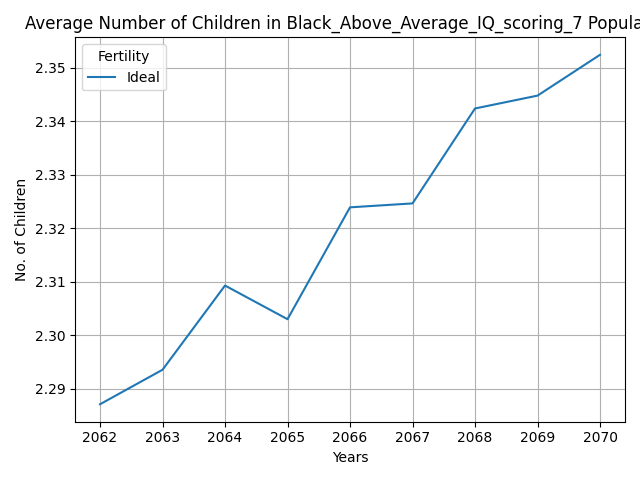 Average Number of Children in Black_Above_Average_IQ_scoring_7 Popula
Fertility
Ideal
2.35
2.34
2.33
2.32
2.31
2.30
2.29
No. of Children
2062 2063 2064 2065 2066 2067 2068 2069 2070
Years